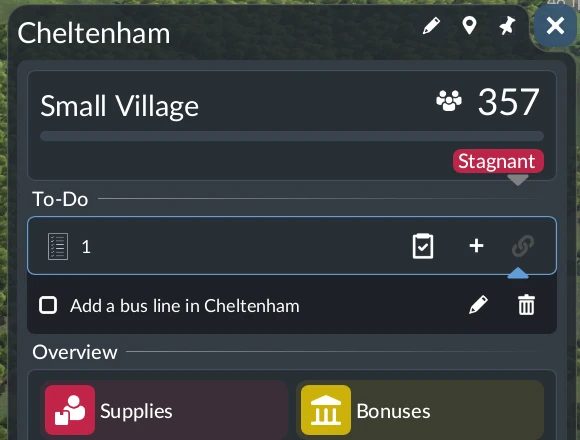 Cheltenham
Small Village
357
Stagnant
To-Do
1
Add a bus line in Cheltenham
Overview
Supplies
Bonuses